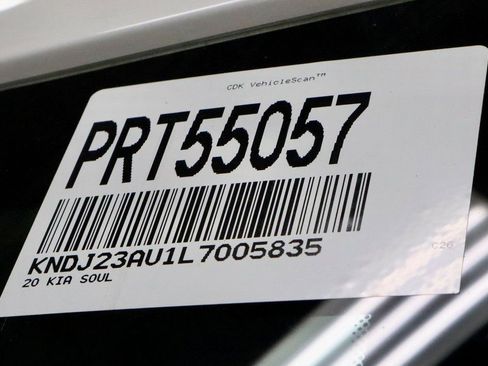 CDK VehicleScan™
PRT55057
KNDJ23AU1L7005835
20 KIA SOUL
C26